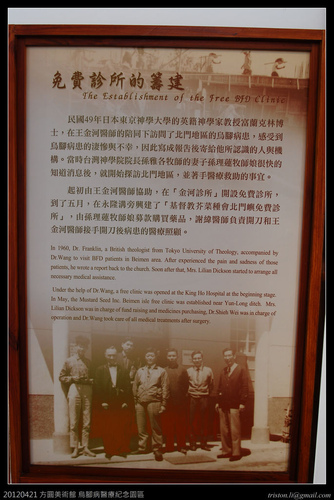 免費診所的籌建
The Establishment of the Free BFD Clinic
民國49年日本東京神學大學的英籍神學家教授富蘭克林博
士，在王金河醫師的陪同下訪問了北門地區的烏腳病患，感受到
烏腳病患的淒慘與不幸，因此寫成報告後寄給他所認識的人與機
構。當時台灣神學院院長孫雅各牧師的妻子孫理蓮牧師娘很快的
知道的消後，就開始探訪北門地區，並著手醫療救助的事宜。
起初由王金河醫師協助，在「金河診所」開設免費診所，
到了五月，在永隆溝旁興建了「基督教芥菜種會北門嶼免費診
所」，由孫理蓮牧師娘募款購買藥品，謝緯醫師負責開刀和王
金河醫師接手開刀後病患的醫療照顧。
In 1960, Dr. Franklin, a British theologist from Tokyo University of Theology, accompanied by
Dr.Wang to visit BFD patients in Beimen area. After experienced the pain and sadness of those
patients, he wrote a report back to the church. Soon after that, Mrs. Lilian Dickson started to arrange all
necessary medical assistance.
Under the help of Dr.Wang, a free clinic was opened at the King Ho Hospital at the beginning stage.
In May, the Mustard Seed Inc. Beimen isle free clinic was established near Yun-Long ditch. Mrs.
Lilian Dickson was in charge of fund raising and medicines purchasing, Dr.Shieh Wei was in charge of
operation and Dr.Wang took care of all medical treatments after surgery.
20120421 方圓美術館 烏腳病醫療紀念園區
triston.li@gmail.com